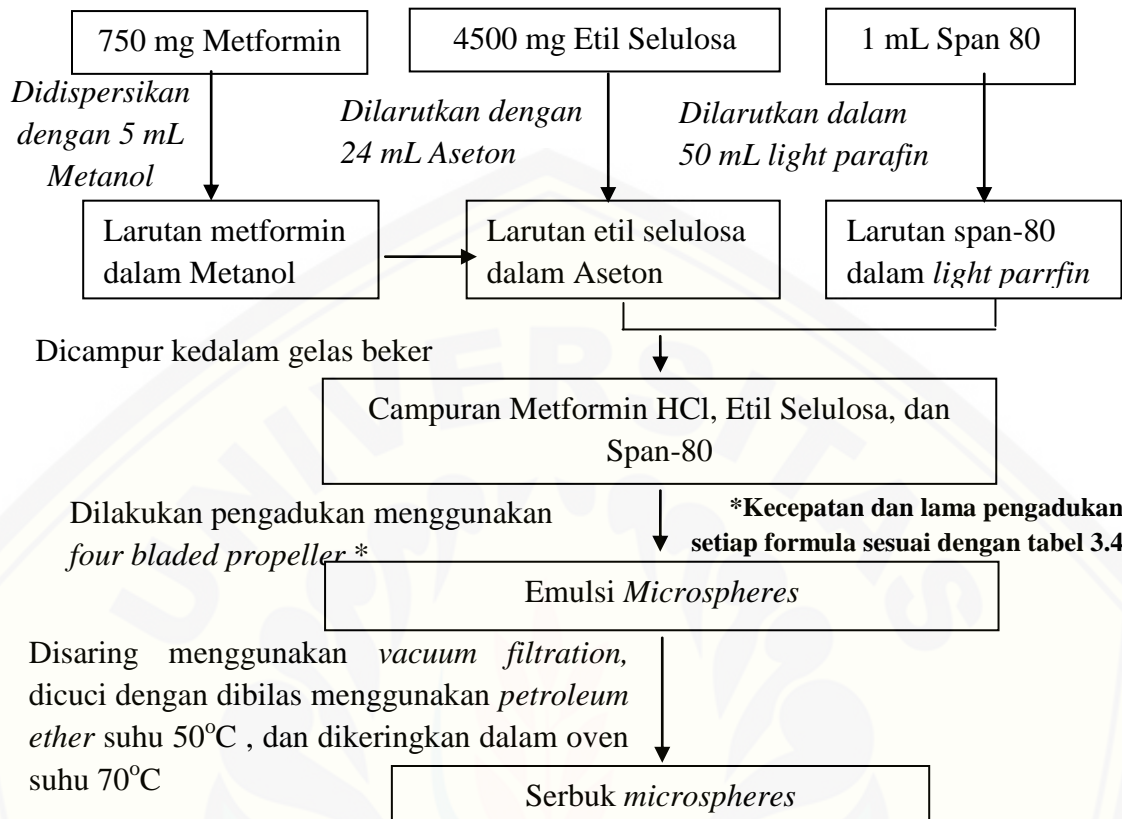 750 mg Metformin
4500 mg Etil Selulosa
1 mL Span 80
Didispersikan
dengan 5 mL
Metanol
Dilarutkan dengan
24 mL Aseton
Dilarutkan dalam
50 mL light parafin
Larutan metformin
dalam Metanol
Larutan etil selulosa
dalam Aseton
Larutan span-80
dalam light parrfin
Dicampur kedalam gelas beker
Campuran Metformin HCl, Etil Selulosa, dan
Span-80
Dilakukan pengadukan menggunakan
four bladed propeller *
*Kecepatan dan lama pengadukan
setiap formula sesuai dengan tabel 3.4
Emulsi Microspheres
Disaring menggunakan vacuum filtration,
dicuci dengan dibilas menggunakan petroleum
ether suhu 50°C , dan dikeringkan dalam oven
suhu 70°C
Serbuk microspheres
UNIVERSITAS